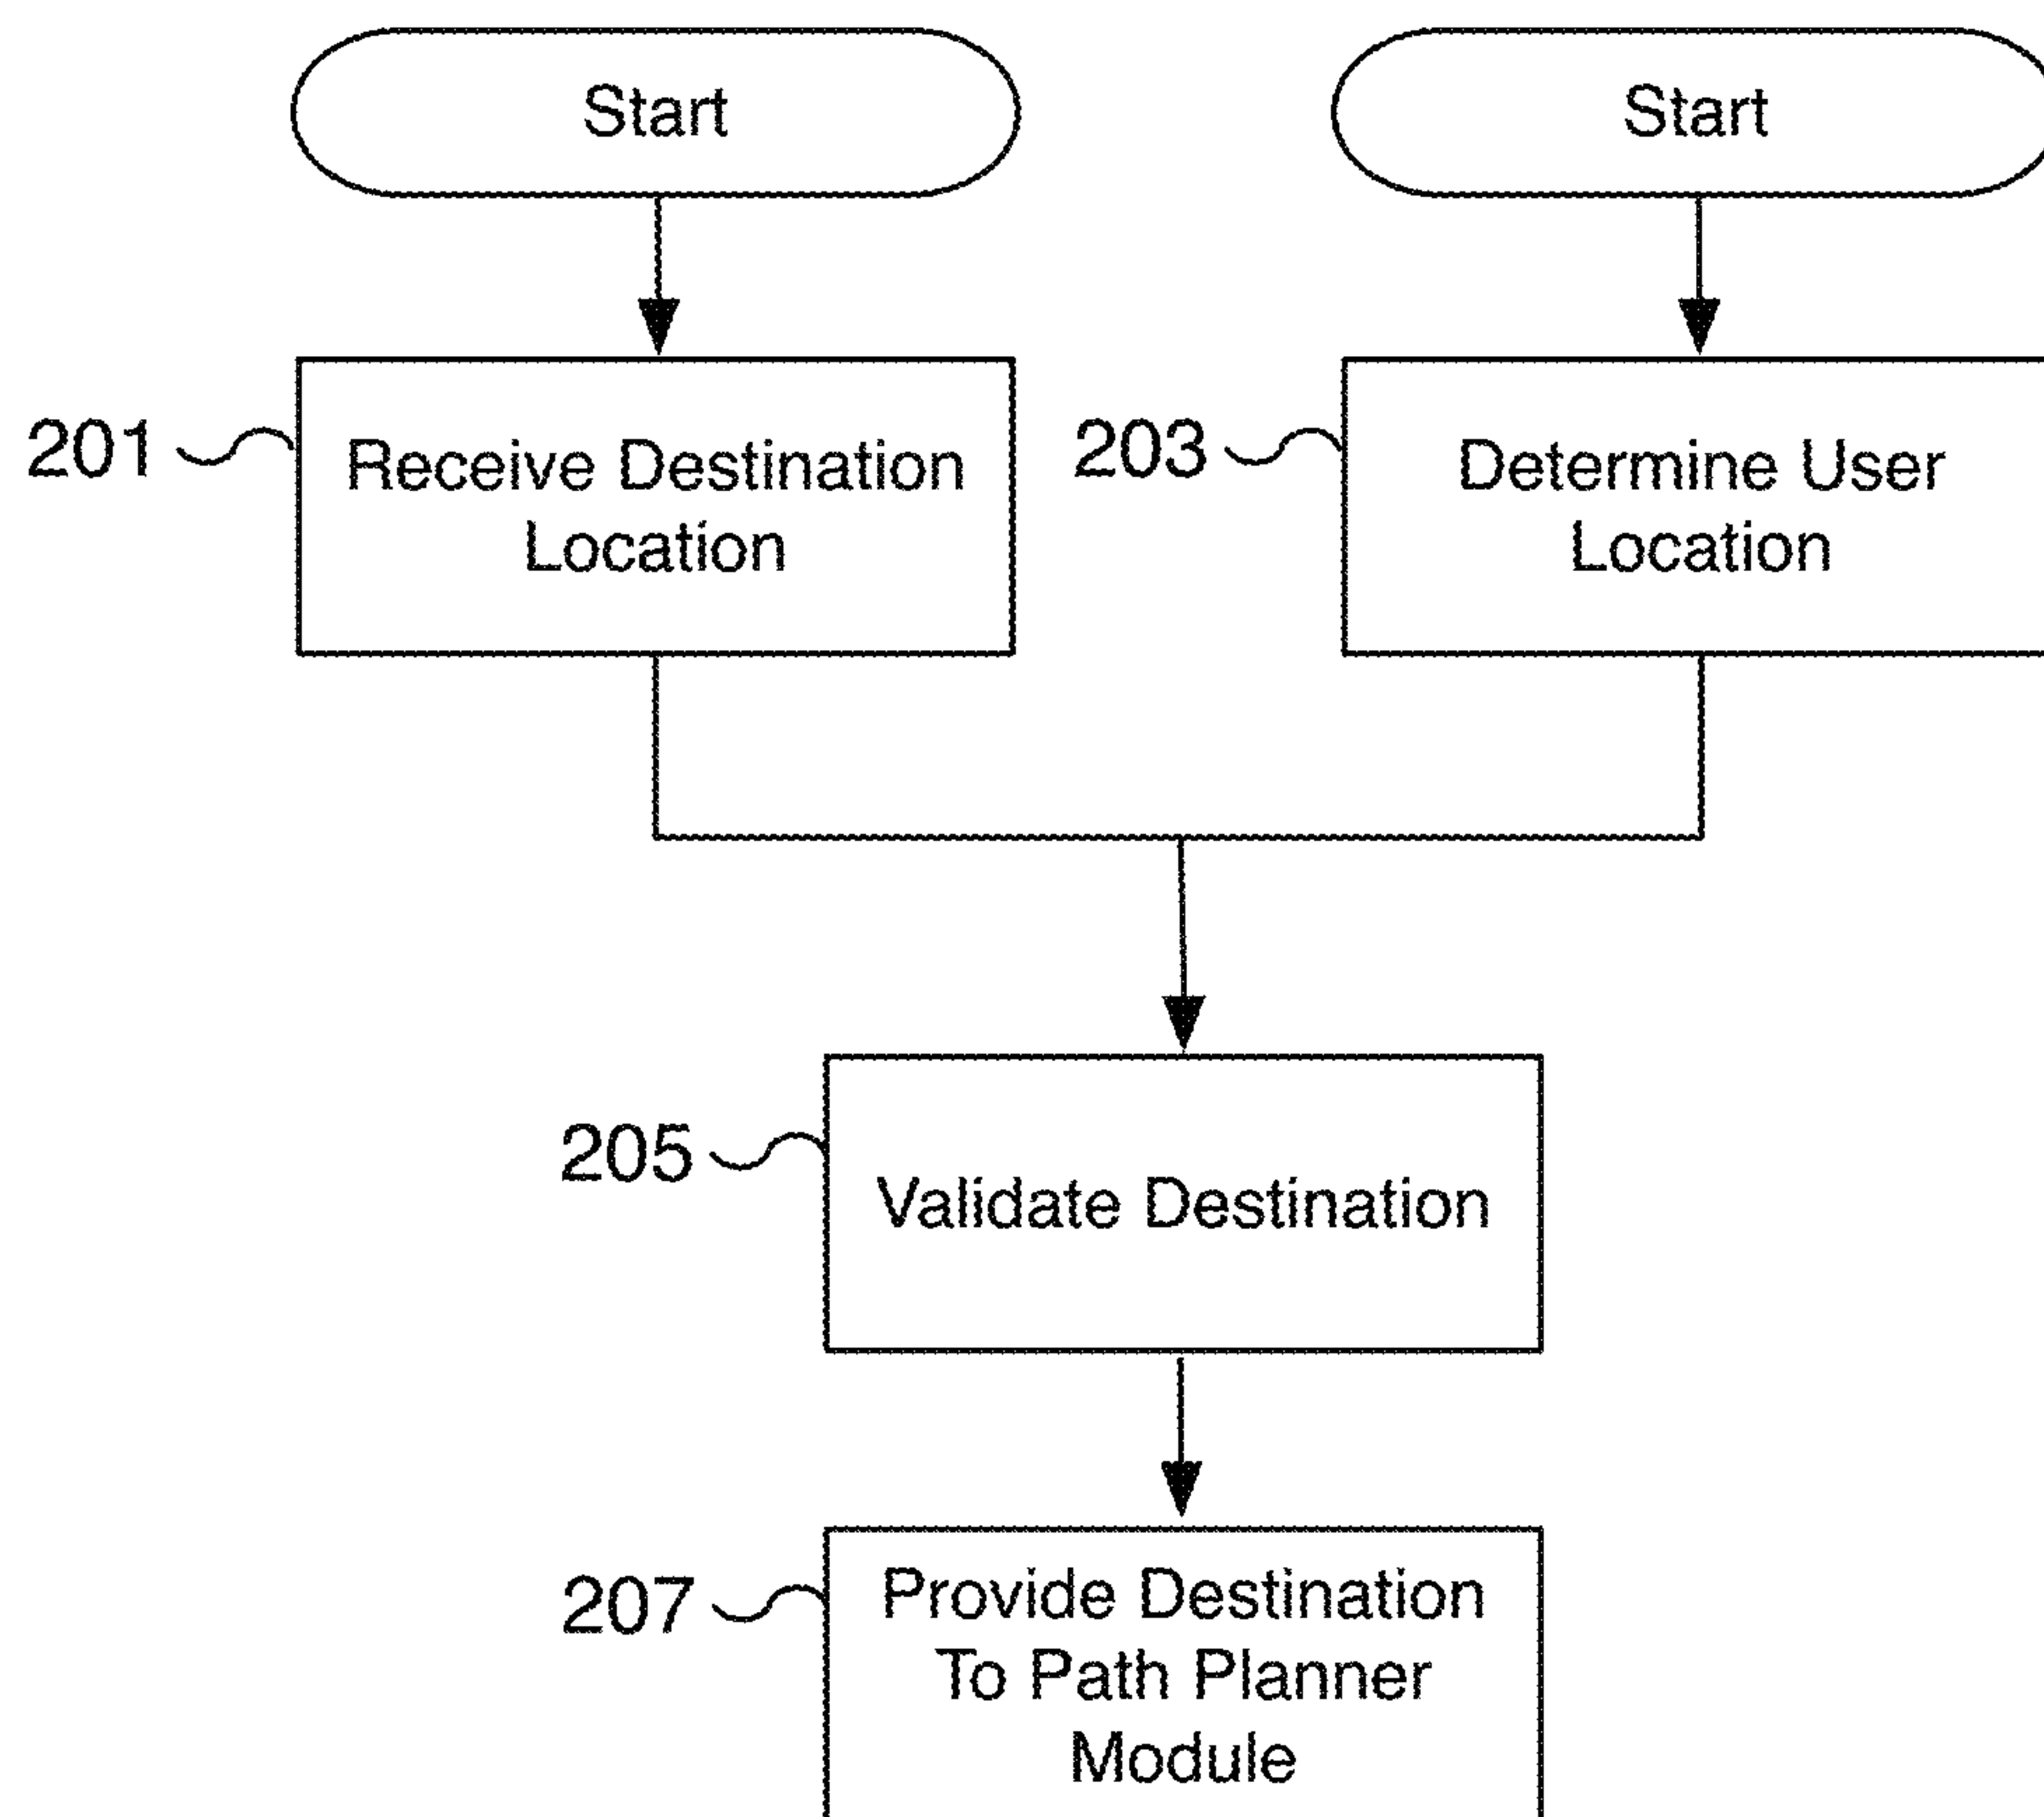 Start
Start
201
Receive Destination
Location
203
Determine User
Location
205
Validate Destination
207
Provide Destination
To Path Planner
Module